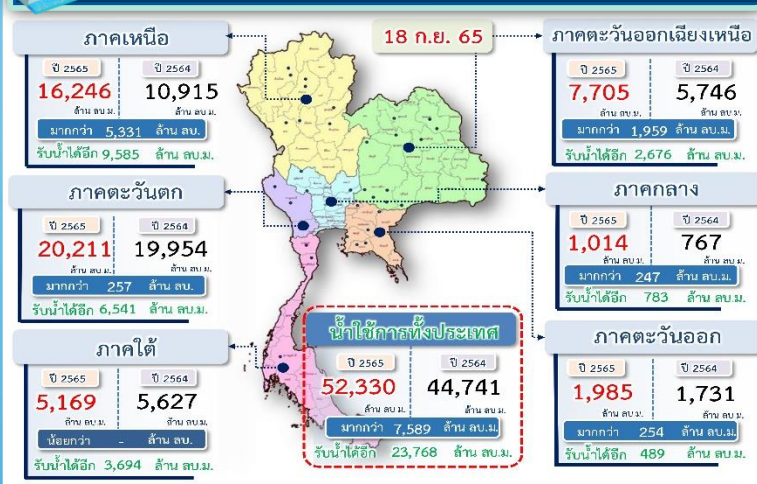 18 ก.ย. 65
ภาคเหนือ
ปี 2565 ปี 2564
16,246 10,915
ล้าน ลบ.ม. ล้าน ลบ.ม.
มากกว่า 5,331 ล้าน ลบ.
รับน้ำได้อีก 9,585 ล้าน ลบ.ม.
ภาคตะวันตก
ปี 2565 ปี 2564
20,211 19,954
ล้าน ลบ.ม. ล้าน ลบ.ม.
มากกว่า 257 ล้าน ลบ.
รับน้ำได้อีก 6,541 ล้าน ลบ.ม.
ภาคใต้
ปี 2565 ปี 2564
5,169 5,627
ล้าน ลบ.ม. ล้าน ลบ.ม.
น้อยกว่า - ล้าน ลบ.
รับน้ำได้อีก 3,694 ล้าน ลบ.ม.
น้ำใช้การทั้งประเทศ
ปี 2565 ปี 2564
52,330 44,741
ล้าน ลบ.ม. ล้าน ลบ.ม.
มากกว่า 7,589 ล้าน ลบ.ม.
รับน้ำได้อีก 23,768 ล้าน ลบ.ม.
ภาคตะวันออกเฉียงเหนือ
ปี 2565 ปี 2564
7,705 5,746
ล้าน ลบ.ม. ล้าน ลบ.ม.
มากกว่า 1,959 ล้าน ลบ.ม.
รับน้ำได้อีก 2,676 ล้าน ลบ.ม.
ภาคกลาง
ปี 2565 ปี 2564
1,014 767
ล้าน ลบ.ม. ล้าน ลบ.ม.
มากกว่า 247 ล้าน ลบ.ม.
รับน้ำได้อีก 783 ล้าน ลบ.ม.
ภาคตะวันออก
ปี 2565 ปี 2564
1,985 1,731
ล้าน ลบ.ม. ล้าน ลบ.ม.
มากกว่า 254 ล้าน ลบ.ม.
รับน้ำได้อีก 489 ล้าน ลบ.ม.